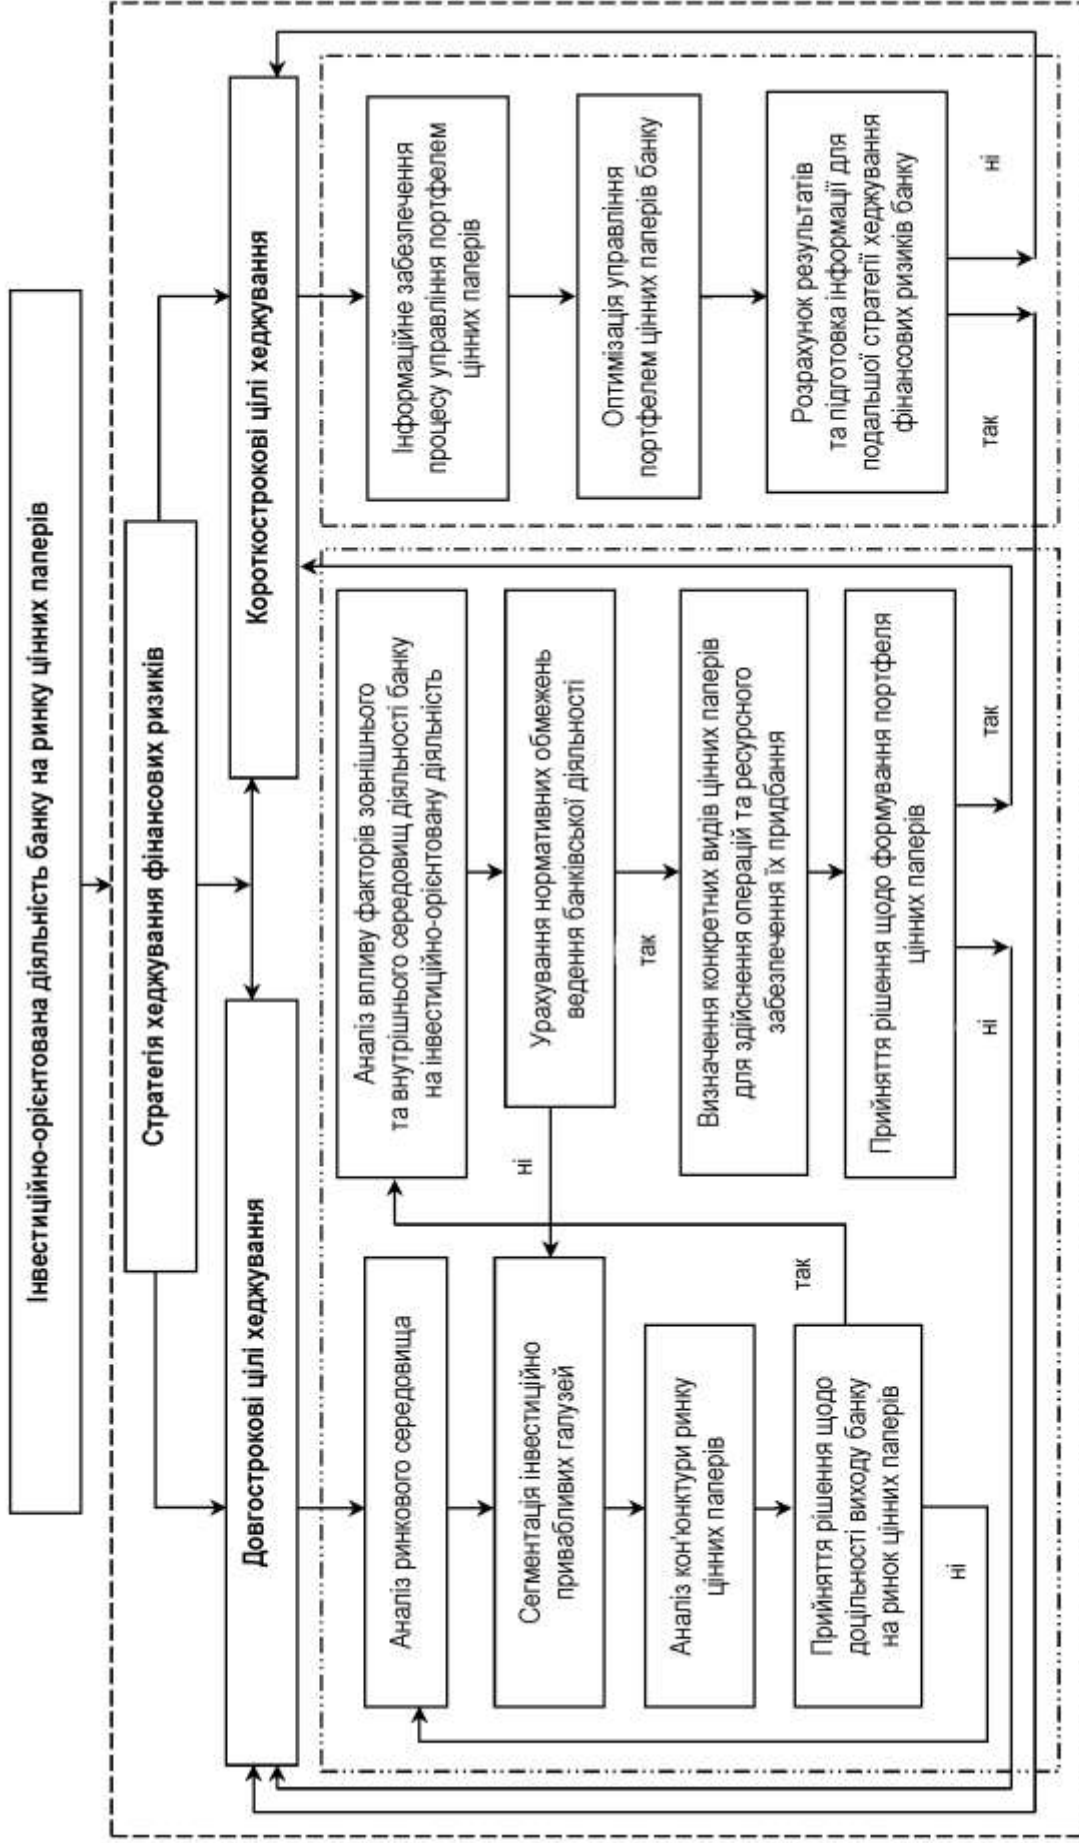 Інвестиційно-орієнтована діяльність банку на ринку цінних паперів
Стратегія хеджування фінансових ризиків
Довгострокові цілі хеджування
Короткострокові цілі хеджування
Аналіз ринкового середовища
Сегментація інвестиційно
привабливих галузей
Аналіз кон'юнктури ринку
цінних паперів
Прийняття рішення щодо
доцільності виходу банку
на ринок цінних паперів
так
ні
Аналіз впливу факторів зовнішнього
та внутрішнього середовищ діяльності банку
на інвестиційно-орієнтовану діяльність
Урахування нормативних обмежень
ведення банківської діяльності
ні
так
Визначення конкретних видів цінних паперів
для здійснення операцій та ресурсного
забезпечення їх придбання
Прийняття рішення щодо формування портфеля
цінних паперів
ні
так
Інформаційне забезпечення
процесу управління портфелем
цінних паперів
Оптимізація управління
портфелем цінних паперів банку
Розрахунок результатів
та підготовка інформації для
подальшої стратегії хеджування
фінансових ризиків банку
так
ні